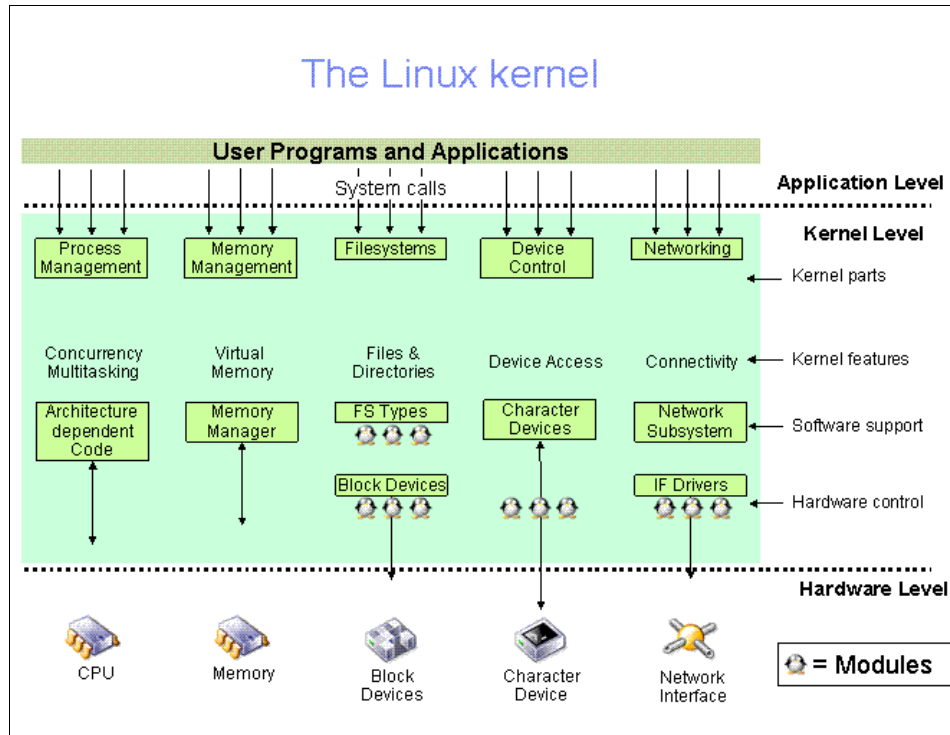 The Linux kernel
User Programs and Applications
System calls
Application Level
Kernel Level
Process
Management
Memory
Management
Filesystems
Device
Control
Networking
Kernel parts
Concurrency
Multitasking
Virtual
Memory
Files &
Directories
Device Access
Connectivity
Kernel features
Architecture
dependent
Code
Memory
Manager
FS Types
Character
Devices
Network
Subsystem
Software support
Block Devices
IF Drivers
Hardware control
Hardware Level
CPU
Memory
Block
Devices
Character
Device
Network
Interface
= Modules